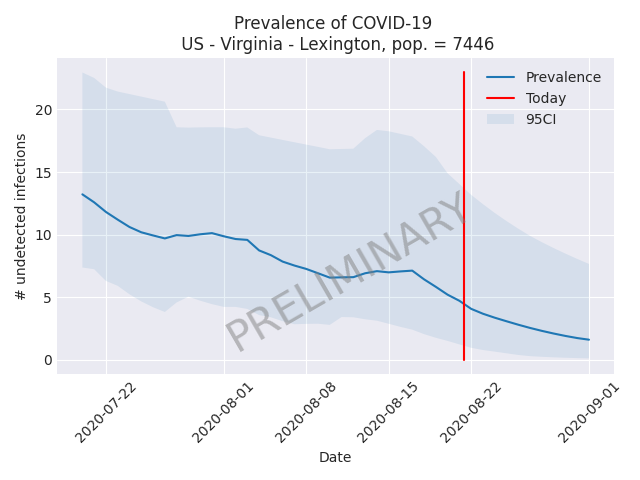 Prevalence of COVID-19
US - Virginia - Lexington, pop. = 7446
# undetected infections
20
15
10
5
0
Prevalence
Today
95CI
PRELIMINARY
2020-07-22
2020-08-01
2020-08-08
2020-08-15
2020-08-22
2020-09-01
Date